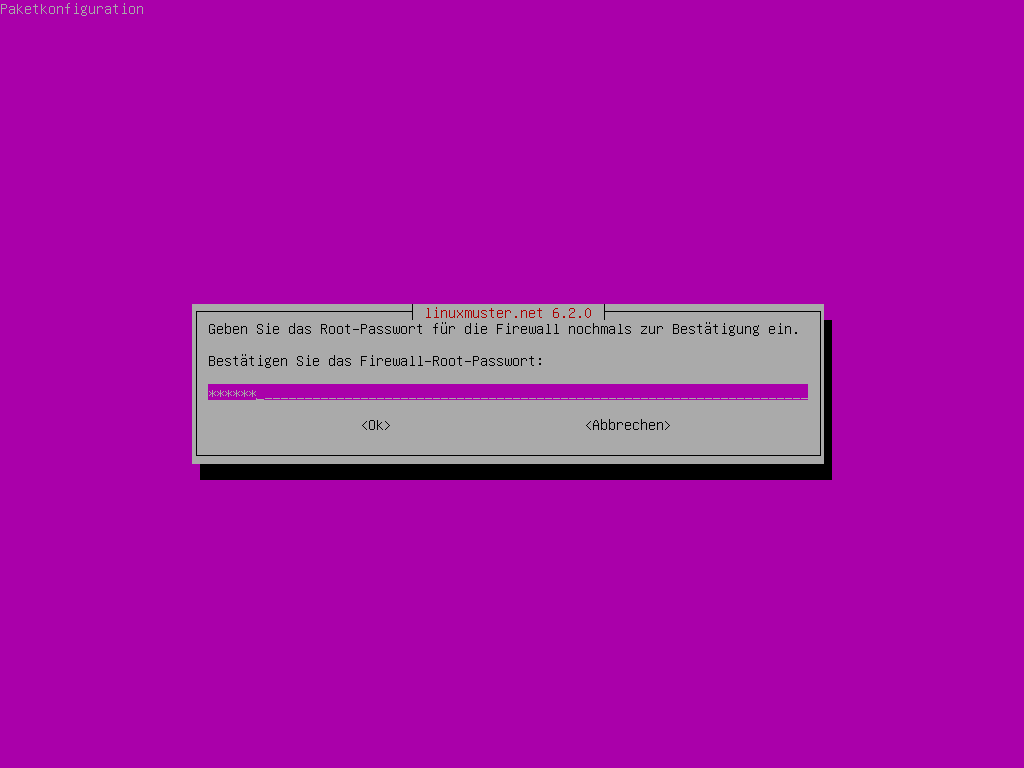 Paketkonfiguration
linuxmuster.net 6.2.0
Geben Sie das Root-Passwort für die Firewall nochmals zur Bestätigung ein.
Bestätigen Sie das Firewall-Root-Passwort:
******
<Ok> <Abbrechen>